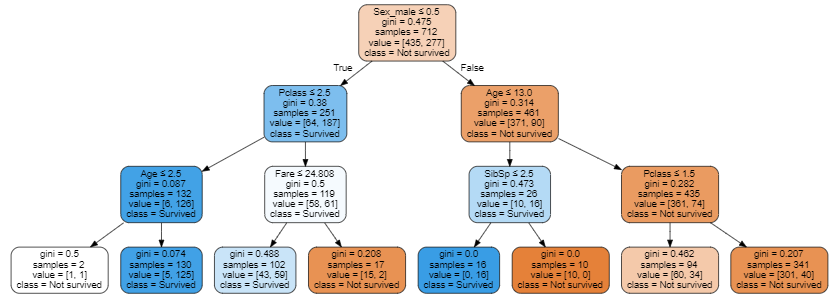 Sex_male ≤ 0.5
gini = 0.475
samples = 712
value = [435, 277]
class = Not survived
True
False
Pclass ≤ 2.5
gini = 0.38
samples = 251
value = [64, 187]
class = Survived
Age ≤ 13.0
gini = 0.314
samples = 461
value = [371, 90]
class = Not survived
Age ≤ 2.5
gini = 0.087
samples = 132
value = [6, 126]
class = Survived
Fare ≤ 24.808
gini = 0.5
samples = 119
value = [58, 61]
class = Survived
SibSp ≤ 2.5
gini = 0.473
samples = 26
value = [10, 16]
class = Survived
Pclass ≤ 1.5
gini = 0.282
samples = 435
value = [361, 74]
class = Not survived
gini = 0.5
samples = 2
value = [1, 1]
class = Not survived
gini = 0.074
samples = 130
value = [5, 125]
class = Survived
gini = 0.488
samples = 102
value = [43, 59]
class = Survived
gini = 0.208
samples = 17
value = [15, 2]
class = Not survived
gini = 0.0
samples = 16
value = [0, 16]
class = Survived
gini = 0.0
samples = 10
value = [10, 0]
class = Not survived
gini = 0.462
samples = 94
value = [60, 34]
class = Not survived
gini = 0.207
samples = 341
value = [301, 40]
class = Not survived